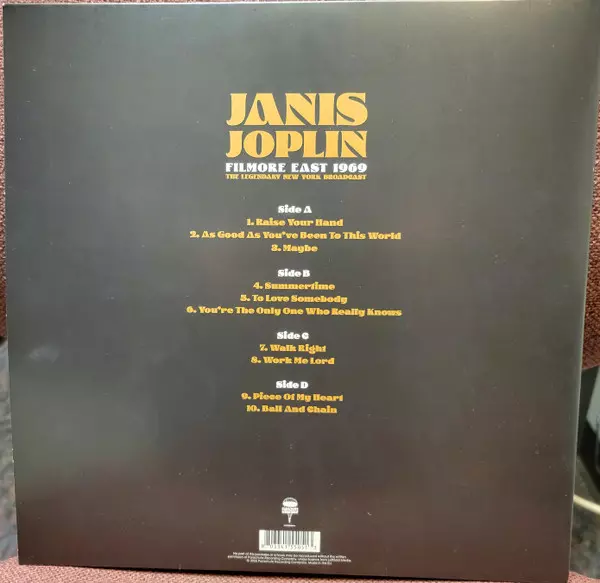 JANIS
JOPLIN
FILMORE EAST 1969
THE LEGENDARY NEW YORK BROADCAST
Side A
1. Raise Your Hand
2. As Good As You've Been To This World
3. Maybe
Side B
4. Summertime
5. To Love Somebody
6. You're The Only One Who Really Knows
Side C
7. Walk Right
8. Work Me Lord
Side D
9. Piece Of My Heart
10. Ball And Chain